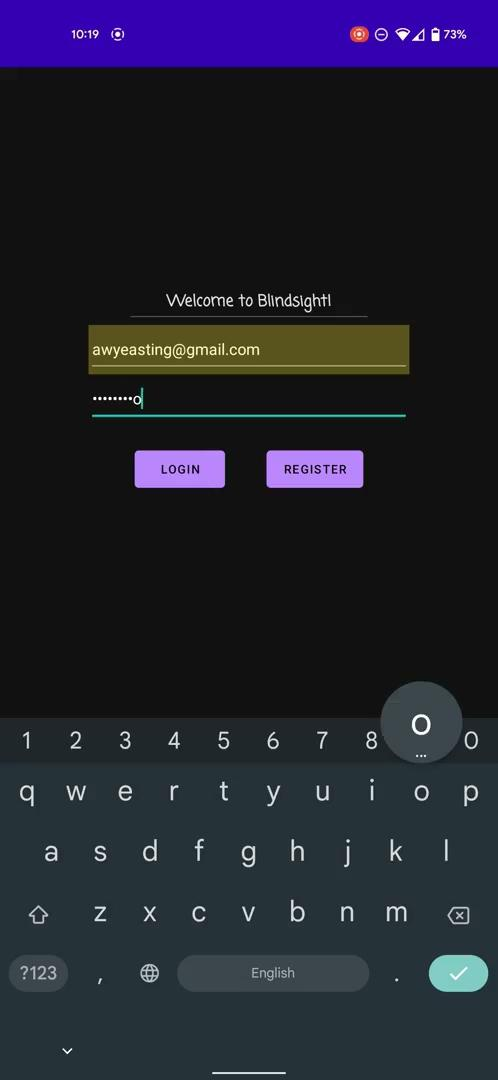 10:19 73%
Welcome to Blindsight!
awyeasting@gmail.com
••••••••o
LOGIN REGISTER
o
...
1 2 3 4 5 6 7 8 0
q w e r t y u i o p
a s d f g h j k l
z x c v b n m
?123 , English .